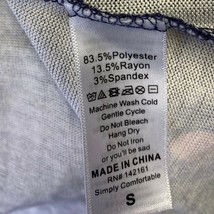 83.5%Polyester
13.5%Rayon
3%Spandex
Machine Wash Cold
Gentle Cycle
Do Not Bleach
Hang Dry
Do Not Iron
or you'll be sad
MADE IN CHINA
RN# 142161
Simply Comfortable
S